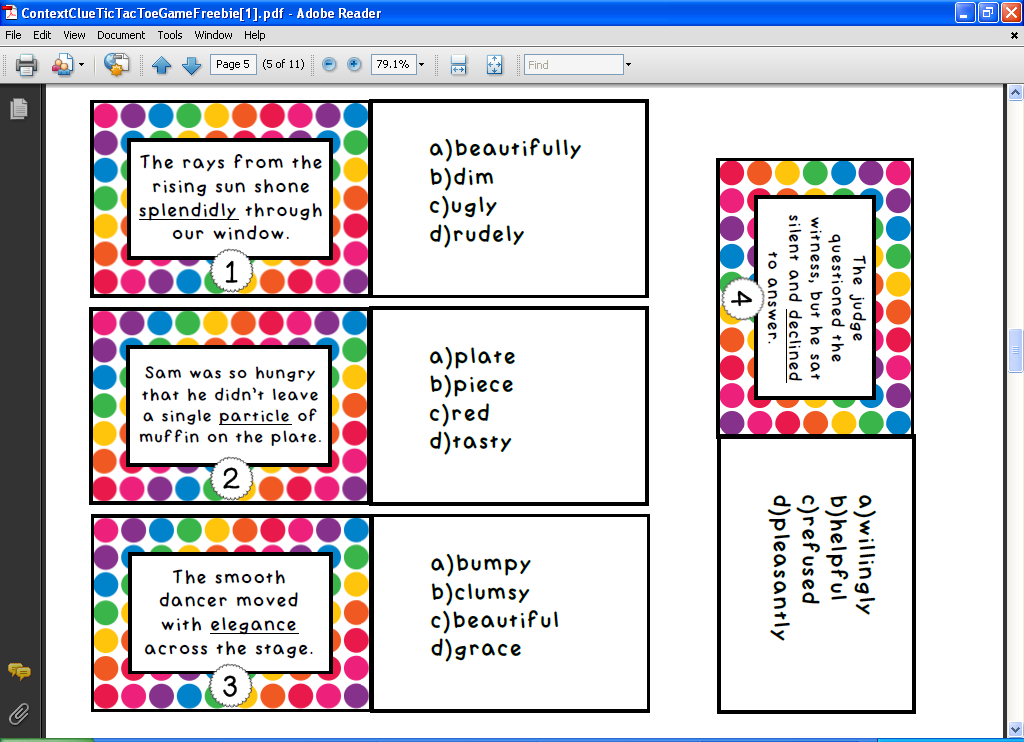 ContextClueTicTacToeGameFreebie[1].pdf - Adobe Reader
File Edit View Document Tools Window Help
Page 5 (5 of 11) 79.1% Find
The rays from the
rising sun shone
splendidly through
our window.
1
a)beautifully
b)dim
c)ugly
d)rudely
Sam was so hungry
that he didn't leave
a single particle of
muffin on the plate.
2
a)plate
b)piece
c)red
d)tasty
The smooth
dancer moved
with elegance
across the stage.
3
a)bumpy
b)clumsy
c)beautiful
d)grace
The judge
questioned the
witness, but he sat
silent and declined
to answer.
4
a)willingly
b)helpful
c)refused
d)pleasantly